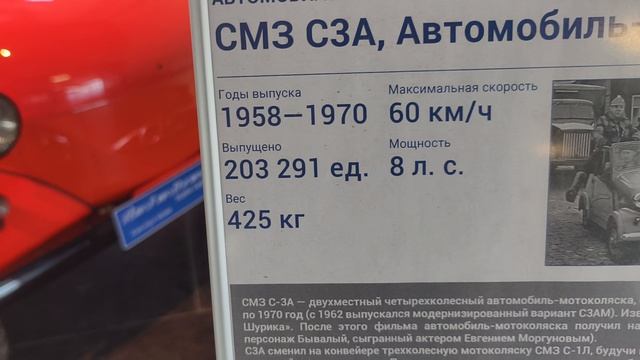 СМЗ С3А, Автомобиль-
Годы выпуска
1958—1970
Максимальная скорость
60 км/ч
Выпущено
203 291 ед.
Мощность
8 л. с.
Вес
425 кг
СМЗ С-3А — двухместный четырехколесный автомобиль-мотоколяска,
по 1970 год (с 1962 выпускался модернизированный вариант С3АМ). Изв
Шурика». После этого фильма автомобиль-мотоколяска получил на
персонаж Бывалый, сыгранный актером Евгением Моргуновым).
С3А сменил на конвейере трехколесную мотоколяску СМЗ С-1Л, будучи